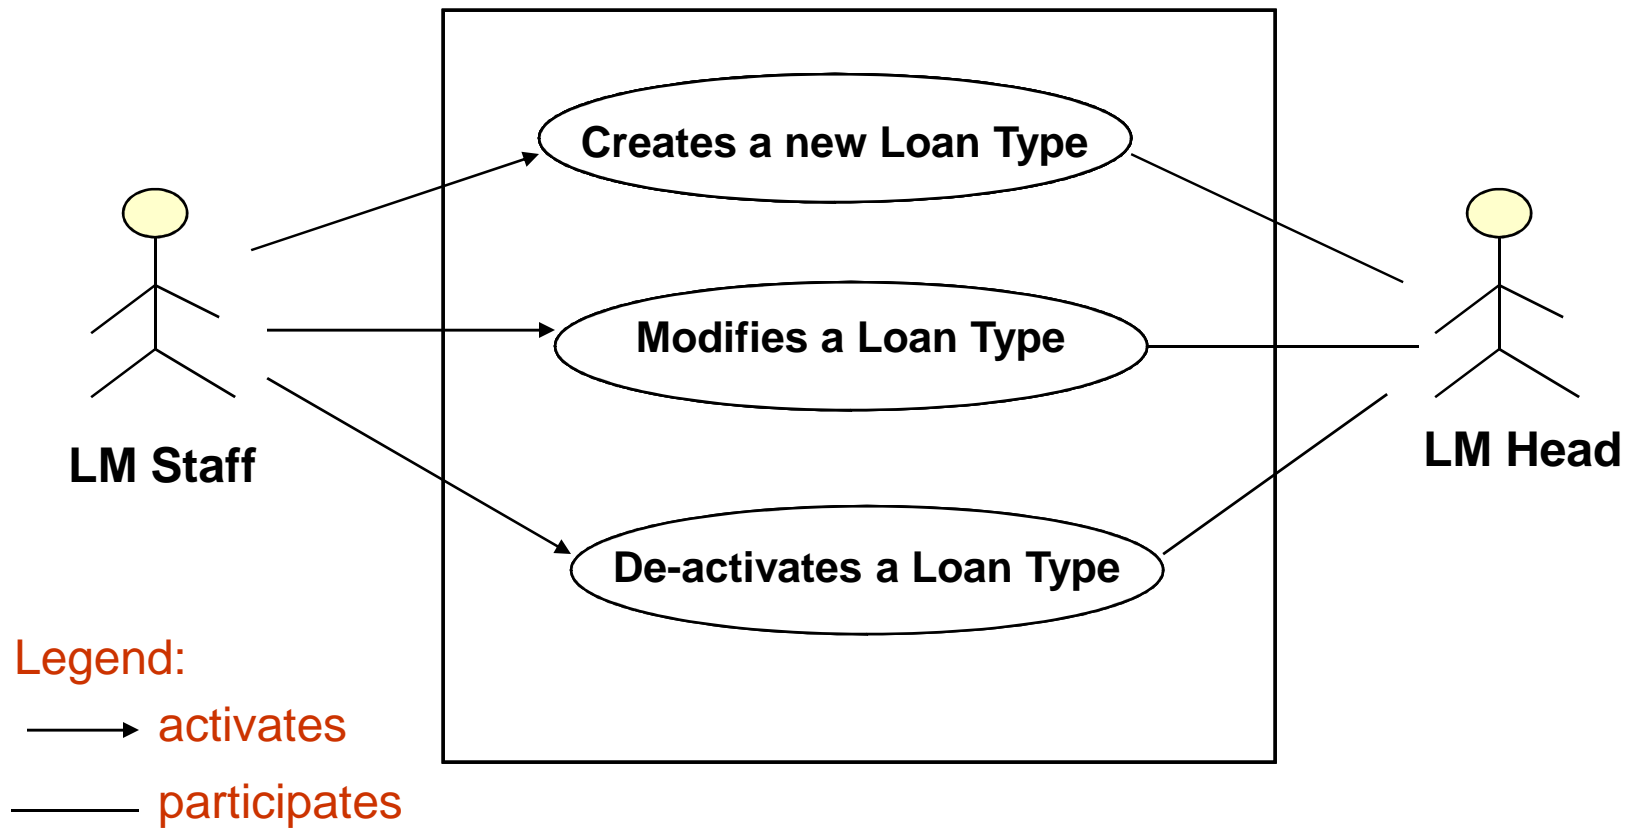 Creates a new Loan Type
Modifies a Loan Type
De-activates a Loan Type
LM Staff
LM Head
Legend:
activates
participates